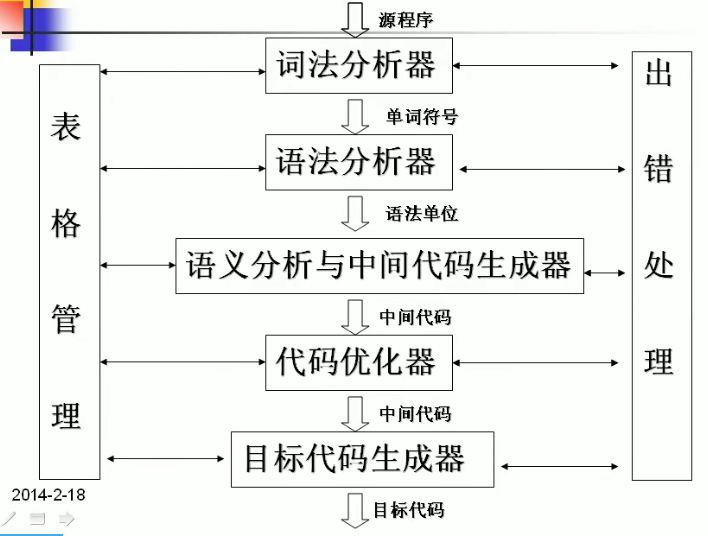 源程序
词法分析器
单词符号
语法分析器
语法单位
语义分析与中间代码生成器
中间代码
代码优化器
中间代码
目标代码生成器
目标代码
表格管理
出错处理
2014-2-18